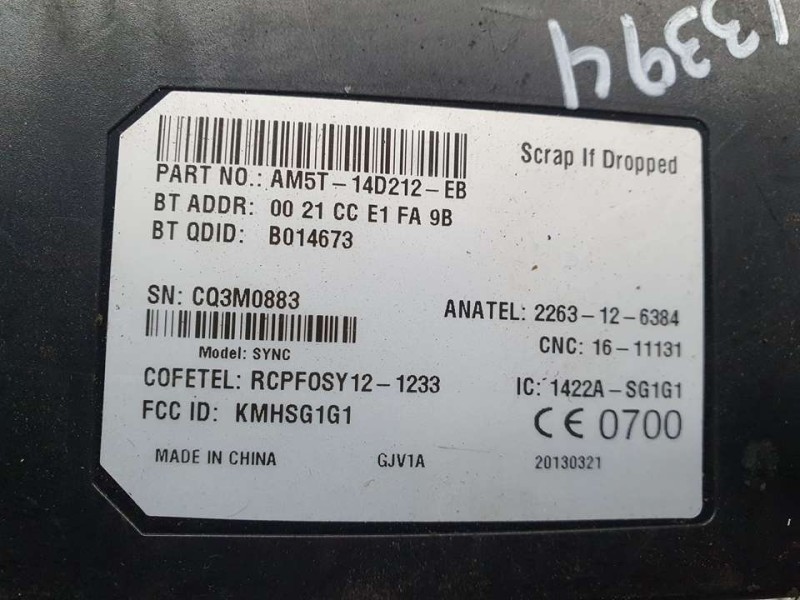 13394
Scrap If Dropped
PART NO.: AM5T-14D212-EB
BT ADDR: 00 21 CC E1 FA 9B
BT QDID: B014673
SN: CQ3M0883
ANATEL: 2263-12-6384
Model: SYNC
CNC: 16-11131
COFETEL: RCPFOSY12-1233
IC: 1422A-SG1G1
FCC ID: KMHSG1G1
CE 0700
MADE IN CHINA
GJV1A
20130321